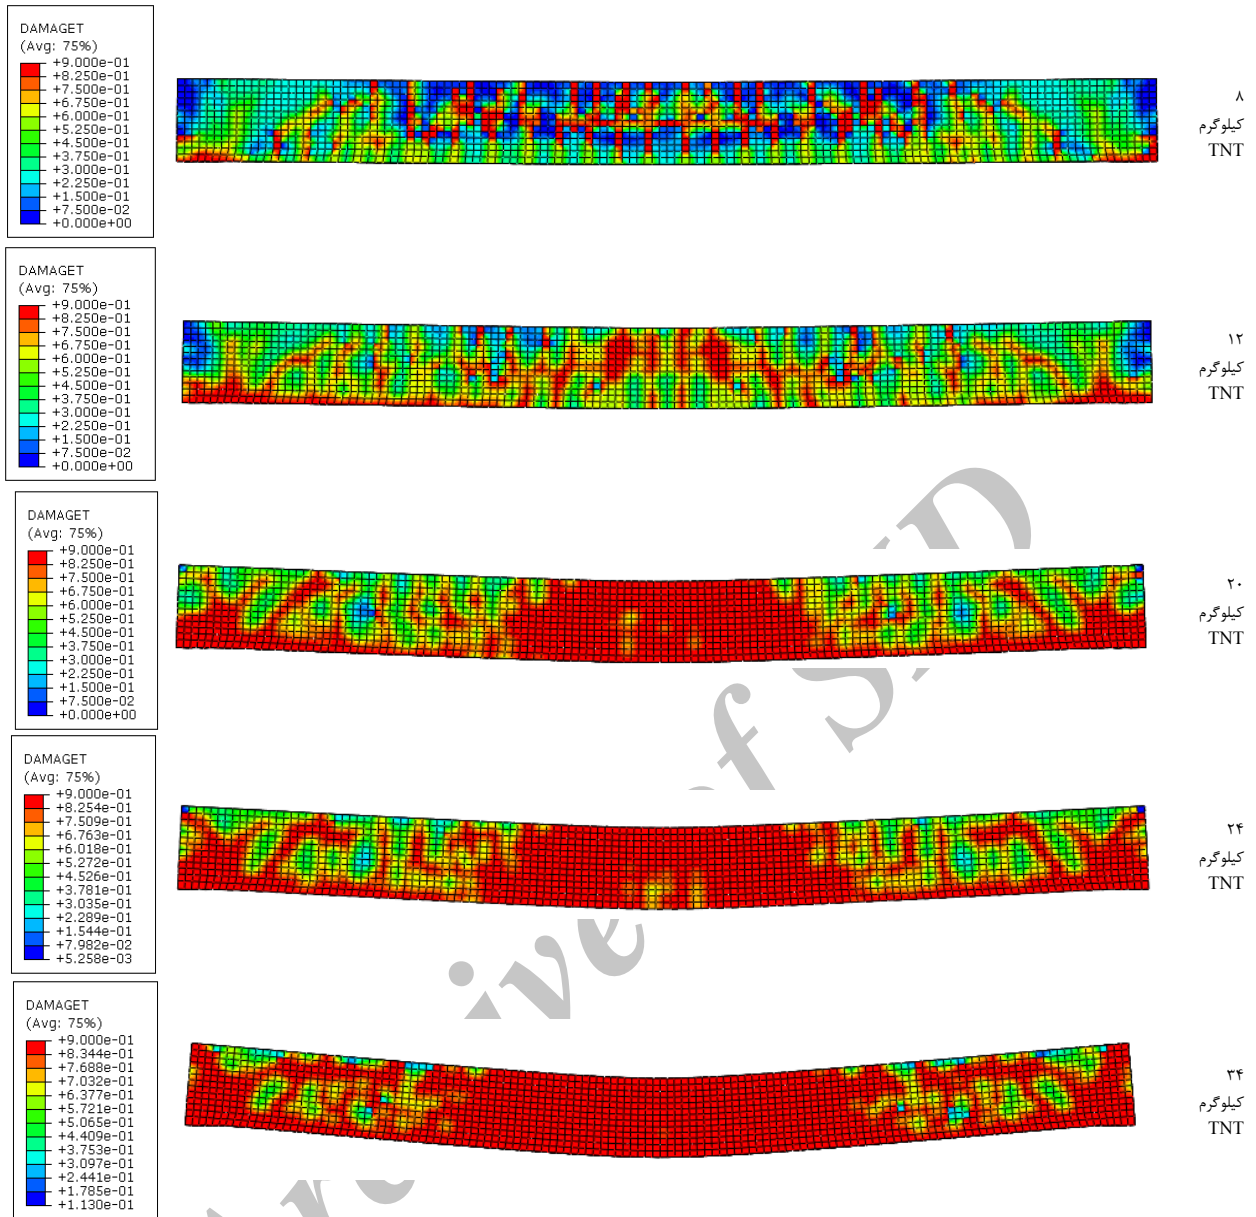 DAMAGET
(Avg: 75%)
+9.000e-01
+8.250e-01
+7.500e-01
+6.750e-01
+6.000e-01
+5.250e-01
+4.500e-01
+3.750e-01
+3.000e-01
+2.250e-01
+1.500e-01
+7.500e-02
+0.000e+00
۸
کیلوگرم
TNT
DAMAGET
(Avg: 75%)
+9.000e-01
+8.250e-01
+7.500e-01
+6.750e-01
+6.000e-01
+5.250e-01
+4.500e-01
+3.750e-01
+3.000e-01
+2.250e-01
+1.500e-01
+7.500e-02
+0.000e+00
۱۲
کیلوگرم
TNT
DAMAGET
(Avg: 75%)
+9.000e-01
+8.250e-01
+7.500e-01
+6.750e-01
+6.000e-01
+5.250e-01
+4.500e-01
+3.750e-01
+3.000e-01
+2.250e-01
+1.500e-01
+7.500e-02
+0.000e+00
۲۰
کیلوگرم
TNT
DAMAGET
(Avg: 75%)
+9.000e-01
+8.254e-01
+7.509e-01
+6.763e-01
+6.018e-01
+5.272e-01
+4.526e-01
+3.781e-01
+3.035e-01
+2.289e-01
+1.544e-01
+7.982e-02
+5.258e-03
۲۴
کیلوگرم
TNT
DAMAGET
(Avg: 75%)
+9.000e-01
+8.344e-01
+7.688e-01
+7.032e-01
+6.377e-01
+5.721e-01
+5.065e-01
+4.409e-01
+3.753e-01
+3.097e-01
+2.441e-01
+1.785e-01
+1.130e-01
۳۴
کیلوگرم
TNT